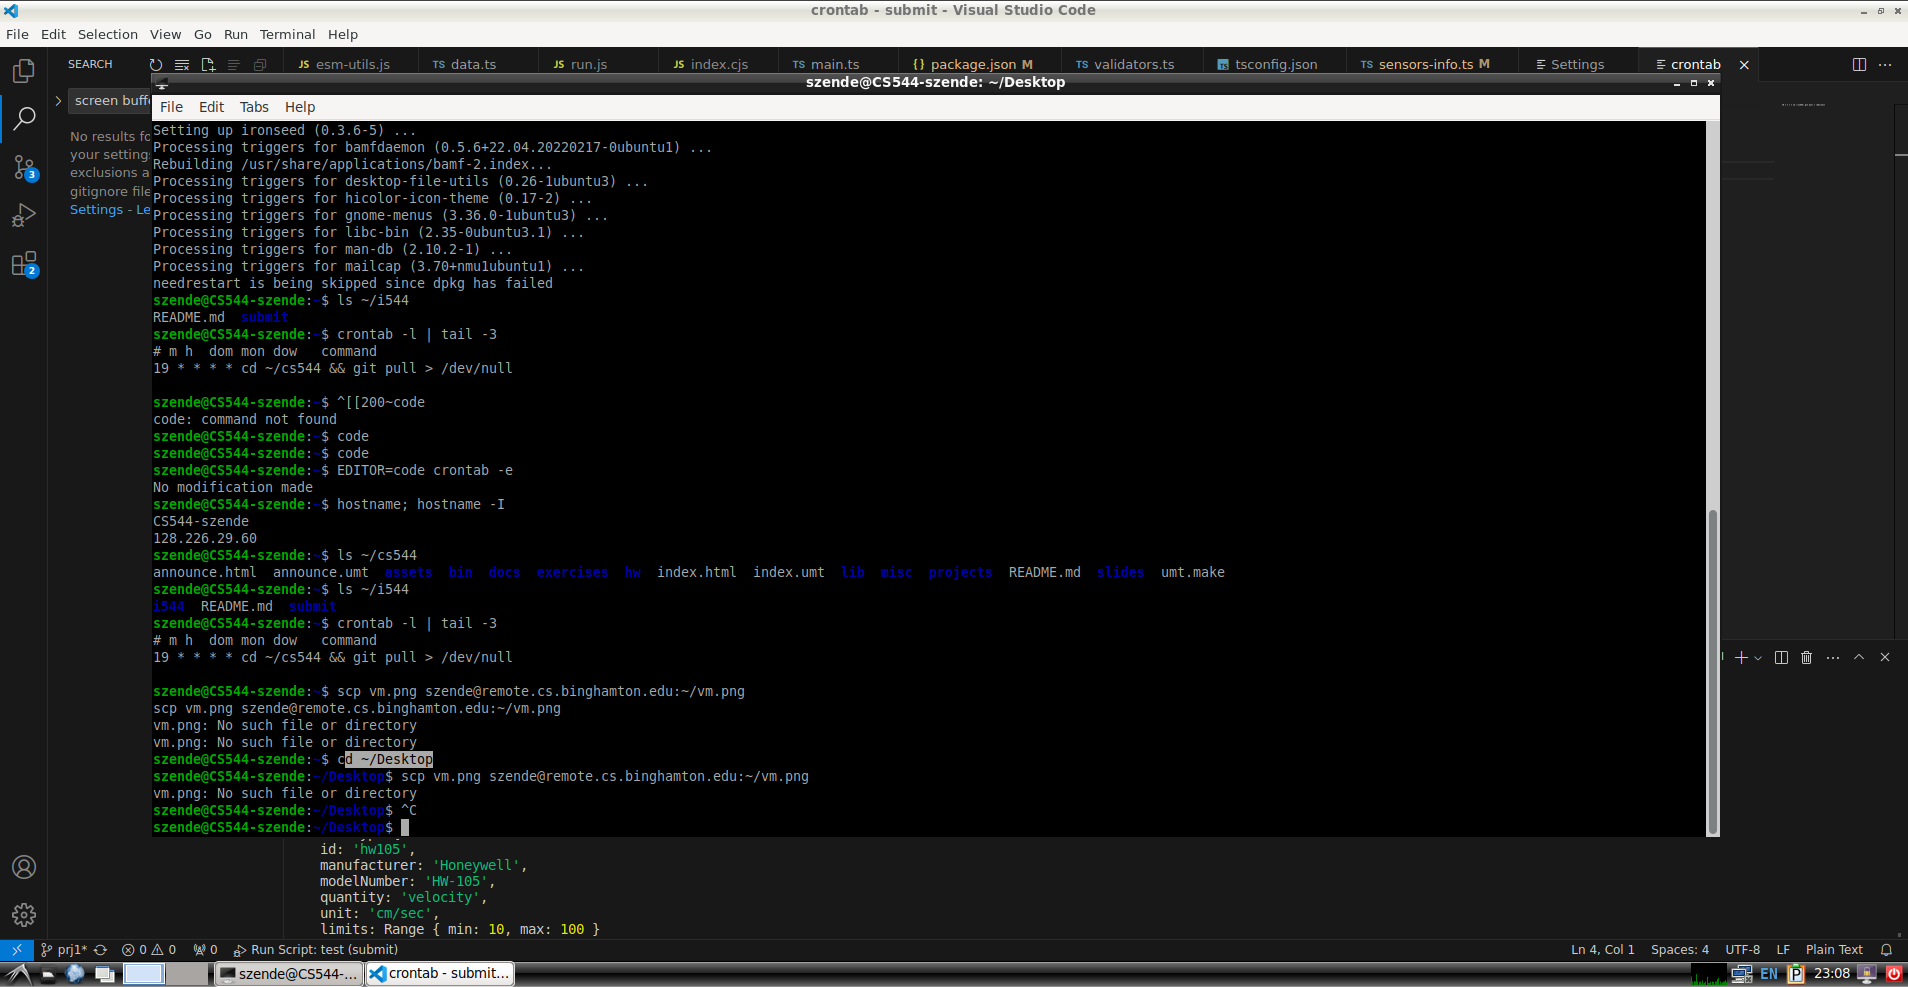 crontab - submit - Visual Studio Code
File Edit Selection View Go Run Terminal Help
SEARCH
JS esm-utils.js
TS data.ts
JS run.js
JS index.cjs
TS main.ts
{} package.json M
TS validators.ts
tsconfig.json
TS sensors-info.ts M
Settings
crontab
screen buff
No results fo
your setting
exclusions a
gitignore file
Settings - Le
szende@CS544-szende: ~/Desktop
File Edit Tabs Help
Setting up ironseed (0.3.6-5) ...
Processing triggers for bamfdaemon (0.5.6+22.04.20220217-0ubuntu1) ...
Rebuilding /usr/share/applications/bamf-2.index...
Processing triggers for desktop-file-utils (0.26-1ubuntu3) ...
Processing triggers for hicolor-icon-theme (0.17-2) ...
Processing triggers for gnome-menus (3.36.0-1ubuntu3) ...
Processing triggers for libc-bin (2.35-0ubuntu3.1) ...
Processing triggers for man-db (2.10.2-1) ...
Processing triggers for mailcap (3.70+nmu1ubuntu1) ...
needrestart is being skipped since dpkg has failed
szende@CS544-szende:~$ ls ~/i544
README.md submit
szende@CS544-szende:~$ crontab -l | tail -3
# m h  dom mon dow   command
19 * * * * cd ~/cs544 && git pull > /dev/null
szende@CS544-szende:~$ ^[[200~code
code: command not found
szende@CS544-szende:~$ code
szende@CS544-szende:~$ code
szende@CS544-szende:~$ EDITOR=code crontab -e
No modification made
szende@CS544-szende:~$ hostname; hostname -I
CS544-szende
128.226.29.60
szende@CS544-szende:~$ ls ~/cs544
announce.html announce.umt assets bin docs exercises hw index.html index.umt lib misc projects README.md slides umt.make
szende@CS544-szende:~$ ls ~/i544
i544 README.md submit
szende@CS544-szende:~$ crontab -l | tail -3
# m h  dom mon dow   command
19 * * * * cd ~/cs544 && git pull > /dev/null
szende@CS544-szende:~$ scp vm.png szende@remote.cs.binghamton.edu:~/vm.png
scp vm.png szende@remote.cs.binghamton.edu:~/vm.png
vm.png: No such file or directory
vm.png: No such file or directory
szende@CS544-szende:~$ cd ~/Desktop
szende@CS544-szende:~/Desktop$ scp vm.png szende@remote.cs.binghamton.edu:~/vm.png
vm.png: No such file or directory
szende@CS544-szende:~/Desktop$ ^C
szende@CS544-szende:~/Desktop$
id: 'hw105',
manufacturer: 'Honeywell',
modelNumber: 'HW-105',
quantity: 'velocity',
unit: 'cm/sec',
limits: Range { min: 10, max: 100 }
3
2
prj1* 0 0 0 Run Script: test (submit)
Ln 4, Col 1 Spaces: 4 UTF-8 LF Plain Text
szende@CS544-...
crontab - submit...
EN P 23:08